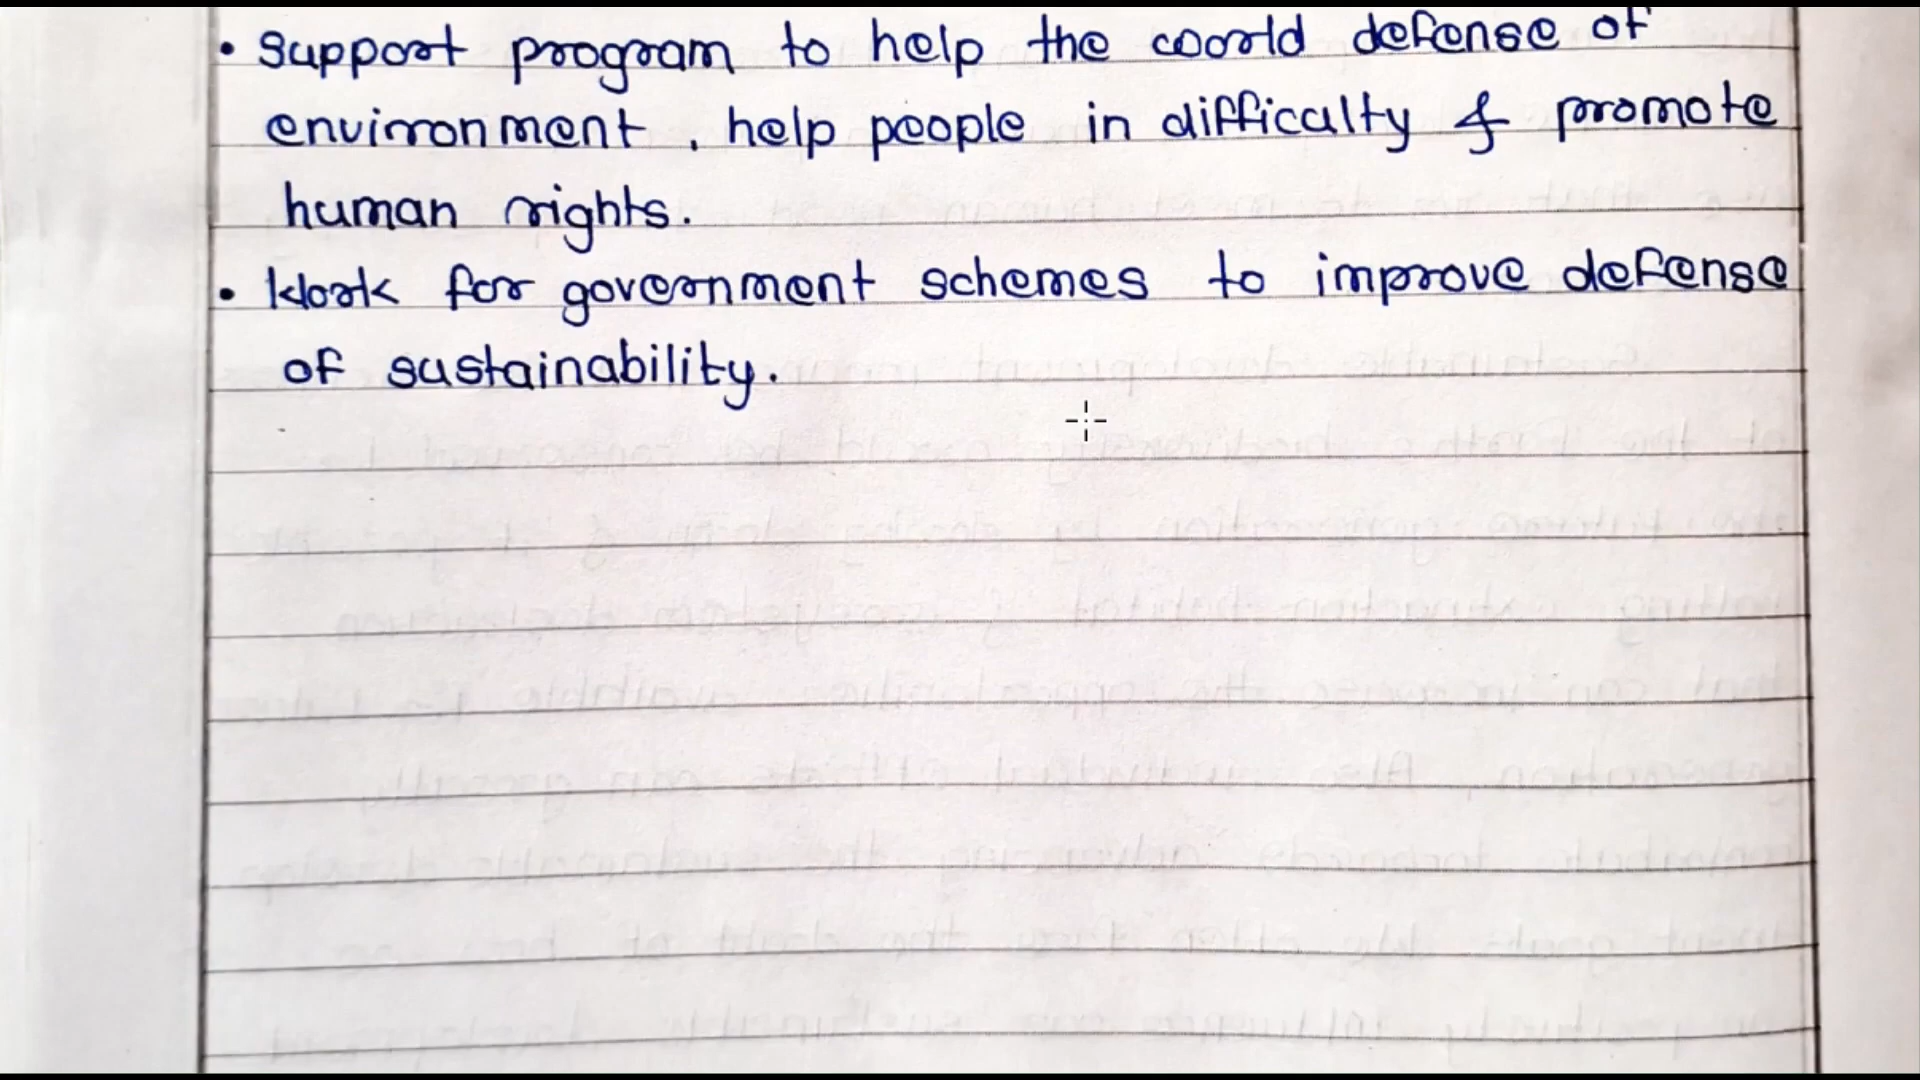 • Support program to help the world defense of
environment, help people in difficulty & promote
human rights.
• Work for government schemes to improve defense
of sustainability.